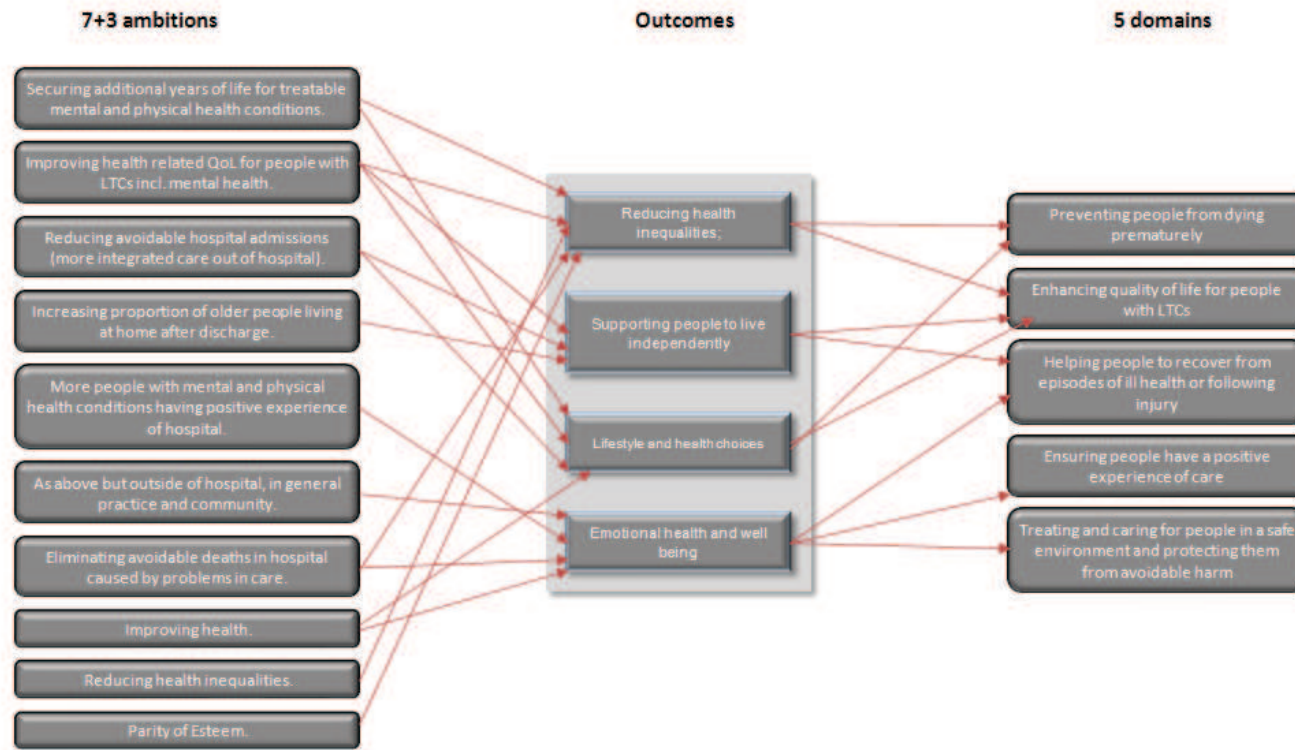 7+3 ambitions
Outcomes
5 domains
Securing additional years of life for treatable
mental and physical health conditions.
Improving health related QoL for people with
LTCs incl. mental health.
Reducing avoidable hospital admissions
(more integrated care out of hospital).
Increasing proportion of older people living
at home after discharge.
More people with mental and physical
health conditions having positive experience
of hospital.
As above but outside of hospital, in general
practice and community.
Eliminating avoidable deaths in hospital
caused by problems in care.
Improving health.
Reducing health inequalities.
Parity of Esteem.
Reducing health
inequalities;
Supporting people to live
independently
Lifestyle and health choices
Emotional health and well
being
Preventing people from dying
prematurely
Enhancing quality of life for people
with LTCs
Helping people to recover from
episodes of ill health or following
injury
Ensuring people have a positive
experience of care
Treating and caring for people in a safe
environment and protecting them
from avoidable harm